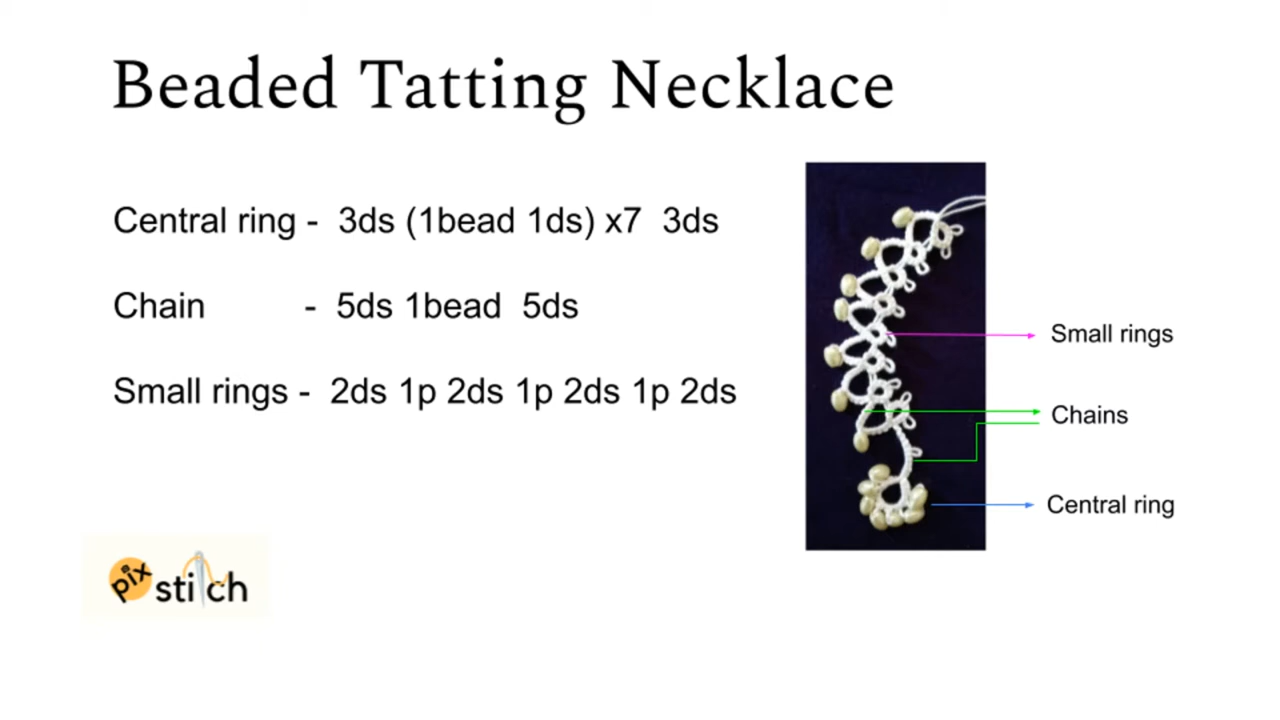 Beaded Tatting Necklace
Central ring - 3ds (1bead 1ds) x7 3ds
Chain - 5ds 1bead 5ds
Small rings - 2ds 1p 2ds 1p 2ds 1p 2ds
Small rings
Chains
Central ring
pix stitch